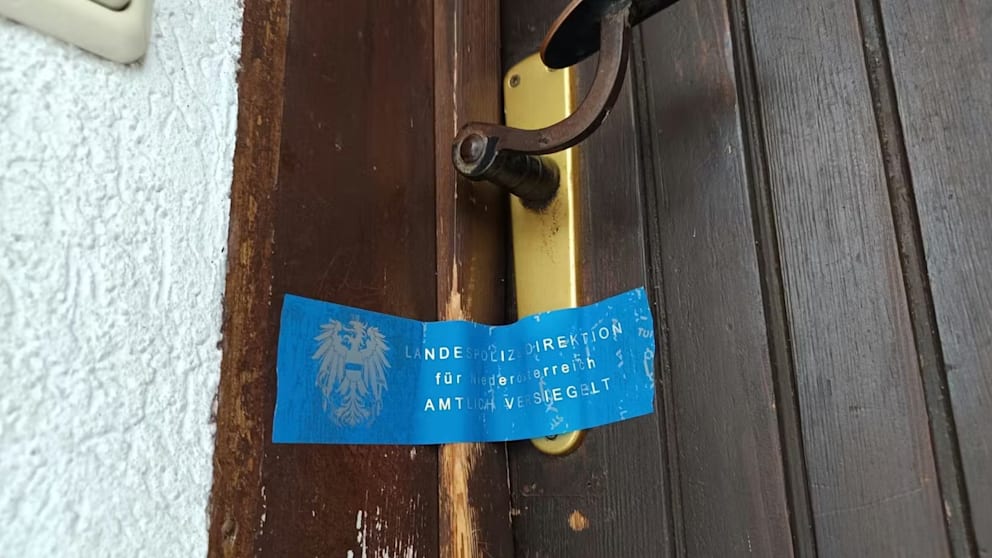 LANDESPOLIZEIDIREKTION
für Niederösterreich
AMTLICH VERSIEGELT